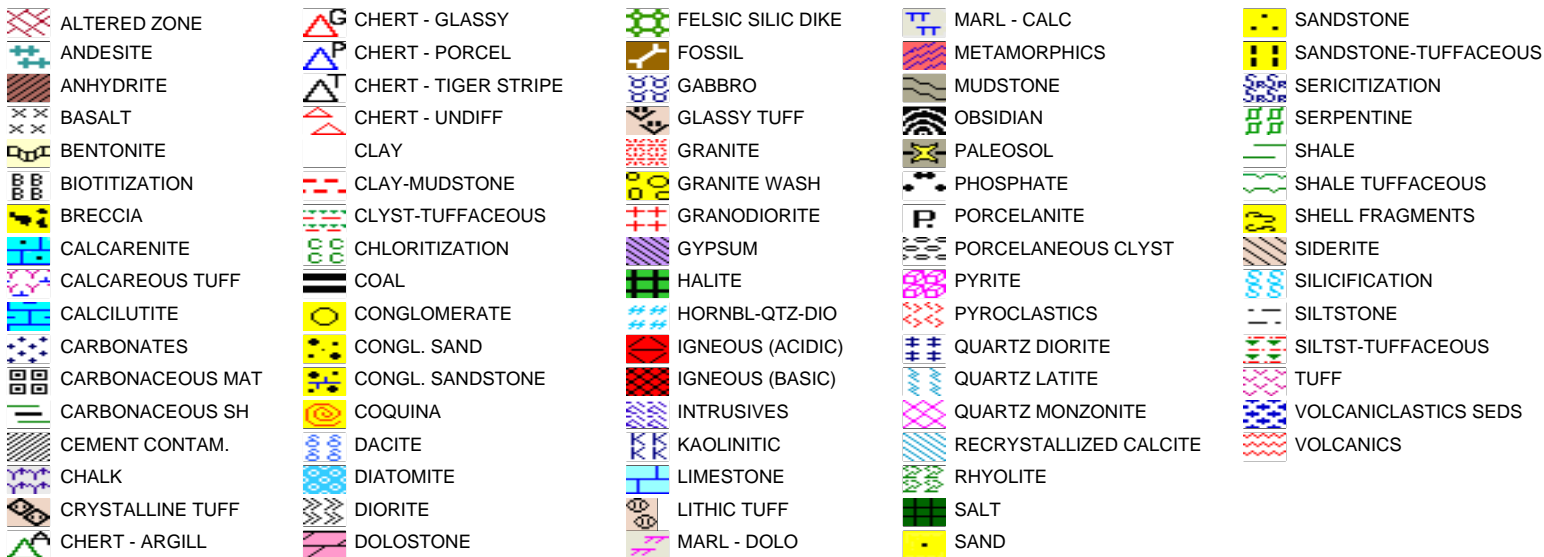 ALTERED ZONE
ANDESITE
ANHYDRITE
BASALT
BENTONITE
BIOTITIZATION
BRECCIA
CALCARENITE
CALCAREOUS TUFF
CALCILUTITE
CARBONATES
CARBONACEOUS MAT
CARBONACEOUS SH
CEMENT CONTAM.
CHALK
CRYSTALLINE TUFF
CHERT - ARGILL
CHERT - GLASSY
CHERT - PORCEL
CHERT - TIGER STRIPE
CHERT - UNDIFF
CLAY
CLAY-MUDSTONE
CLYST-TUFFACEOUS
CHLORITIZATION
COAL
CONGLOMERATE
CONGL. SAND
CONGL. SANDSTONE
COQUINA
DACITE
DIATOMITE
DIORITE
DOLOSTONE
FELSIC SILIC DIKE
FOSSIL
GABBRO
GLASSY TUFF
GRANITE
GRANITE WASH
GRANODIORITE
GYPSUM
HALITE
HORNBL-QTZ-DIO
IGNEOUS (ACIDIC)
IGNEOUS (BASIC)
INTRUSIVES
KAOLINITIC
LIMESTONE
LITHIC TUFF
MARL - DOLO
MARL - CALC
METAMORPHICS
MUDSTONE
OBSIDIAN
PALEOSOL
PHOSPHATE
PORCELANITE
PORCELANEOUS CLYST
PYRITE
PYROCLASTICS
QUARTZ DIORITE
QUARTZ LATITE
QUARTZ MONZONITE
RECRYSTALLIZED CALCITE
RHYOLITE
SALT
SAND
SANDSTONE
SANDSTONE-TUFFACEOUS
SERICITIZATION
SERPENTINE
SHALE
SHALE TUFFACEOUS
SHELL FRAGMENTS
SIDERITE
SILICIFICATION
SILTSTONE
SILTST-TUFFACEOUS
TUFF
VOLCANICLASTICS SEDS
VOLCANICS